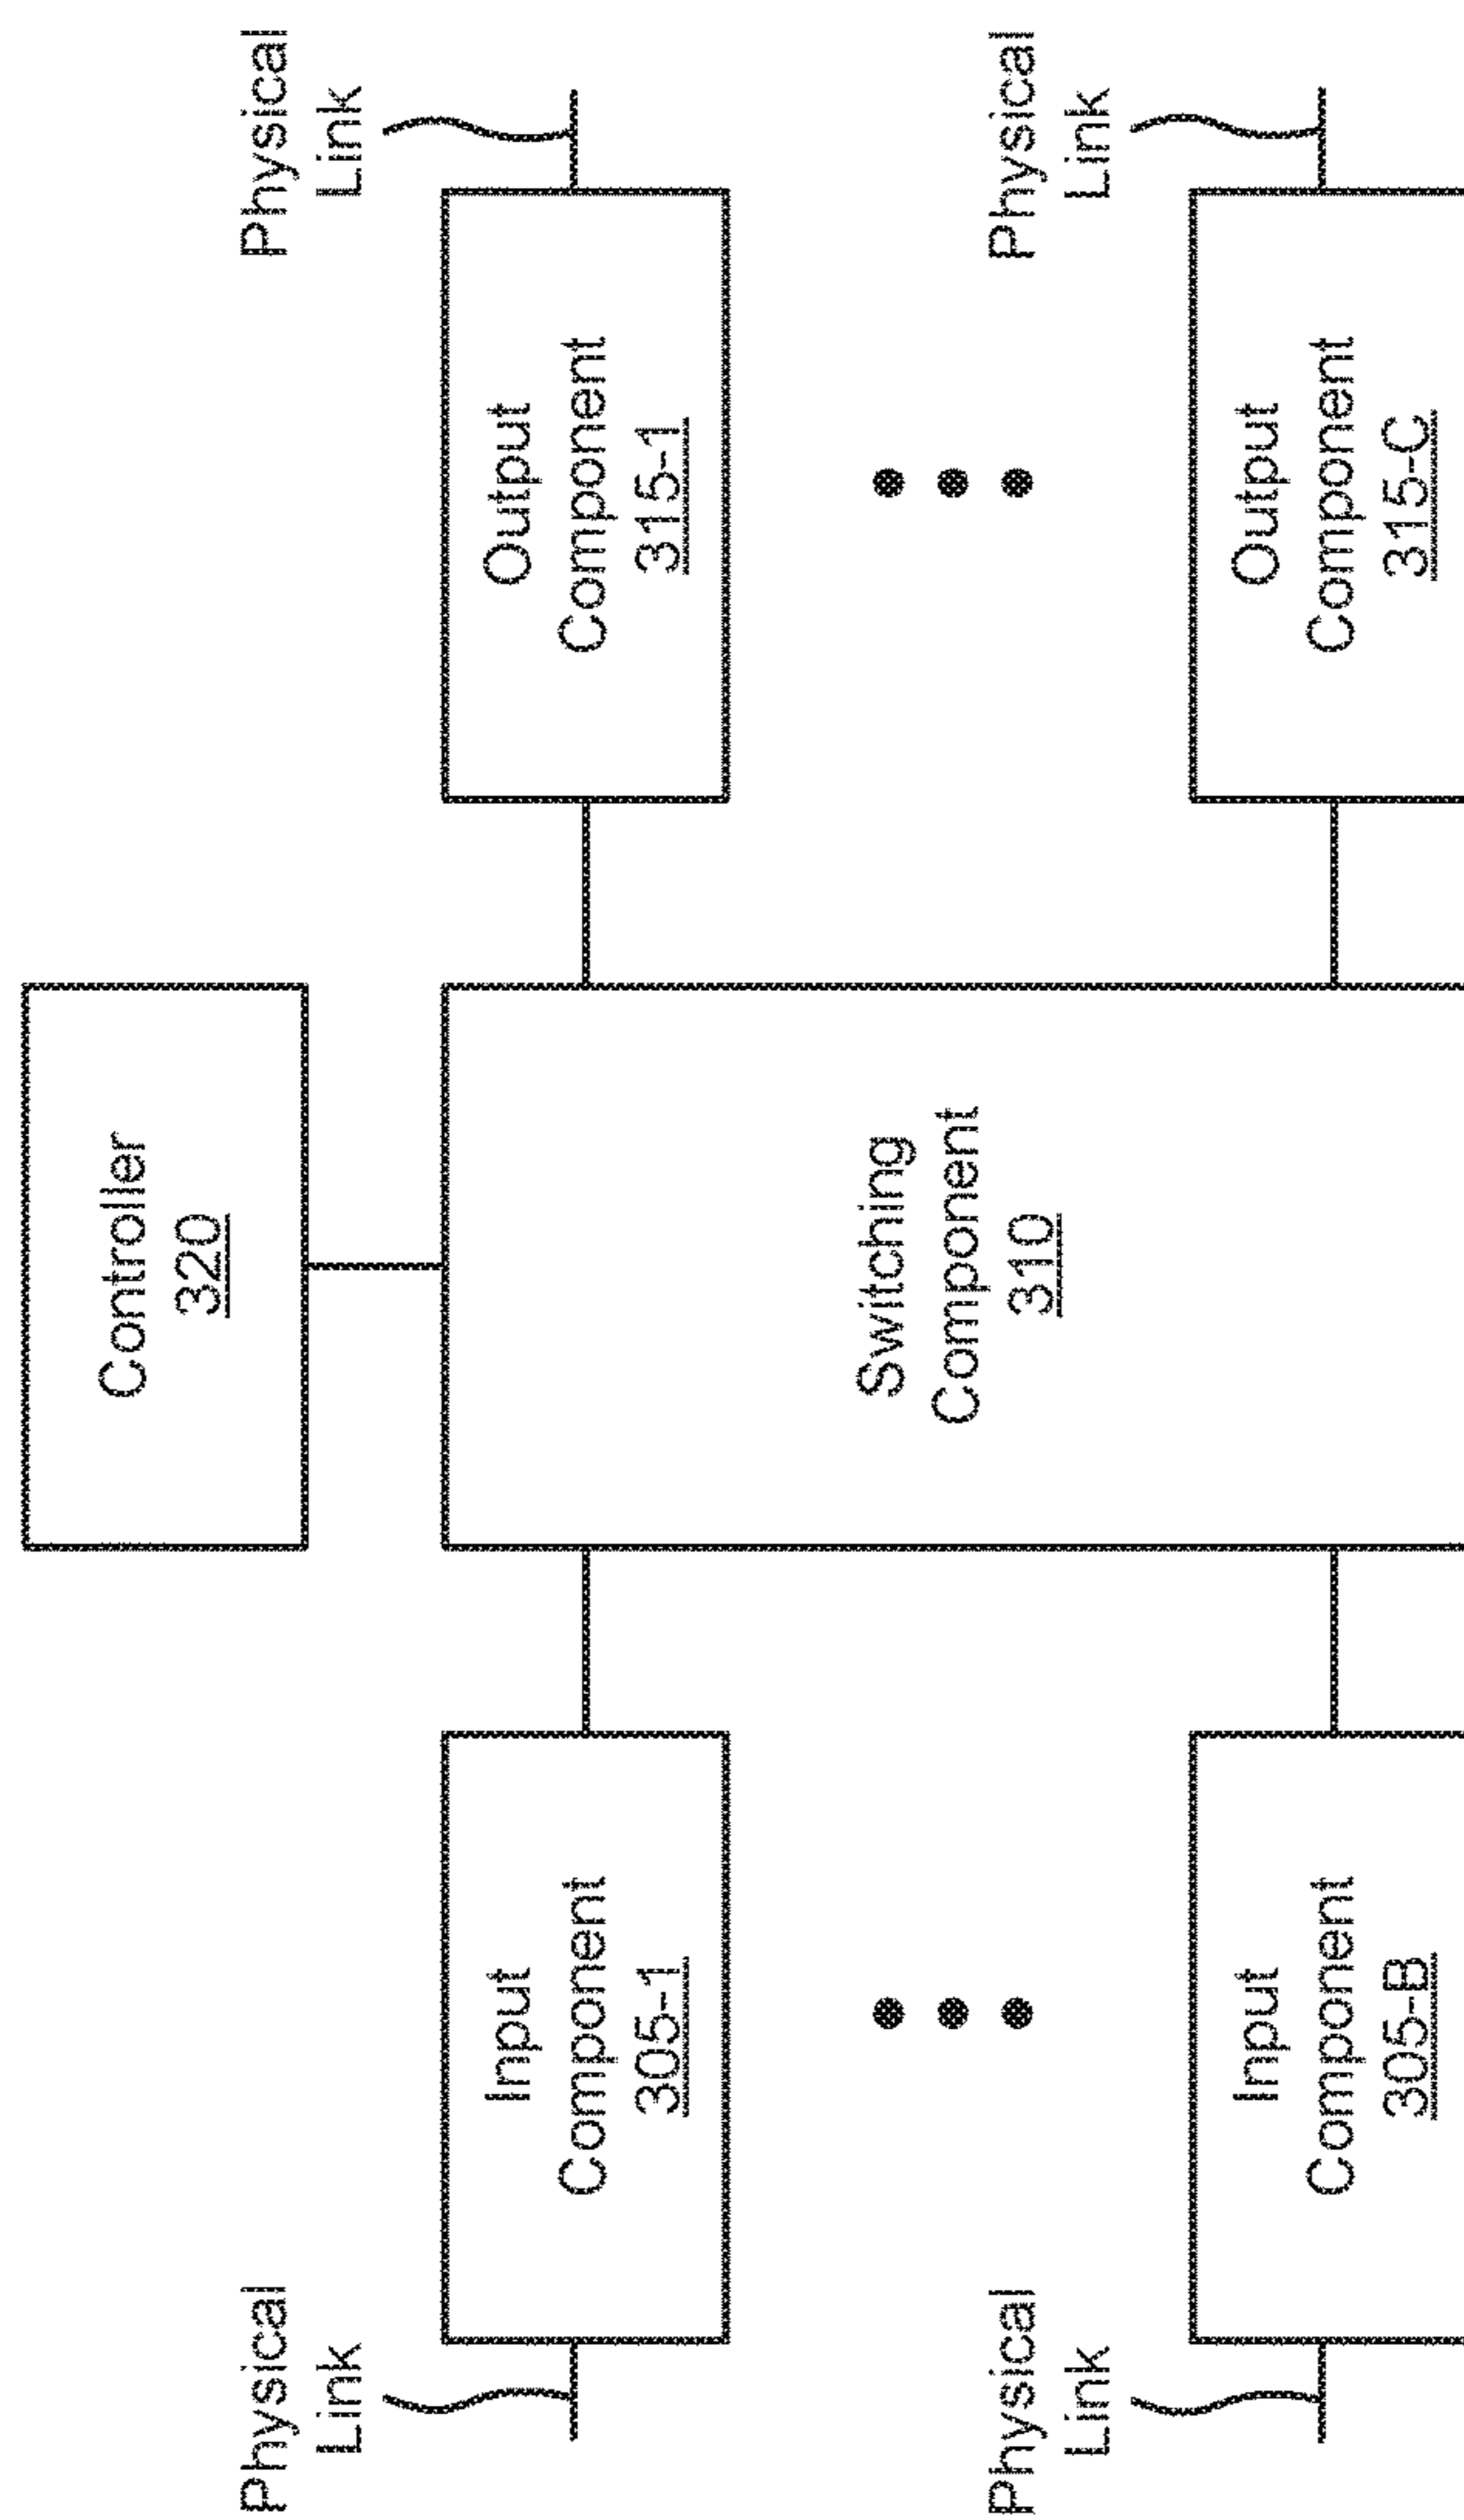 Controller
320
Physical
Link
Physical
Link
Input
Component
305-1
Output
Component
315-1
Switching
Component
310
Physical
Link
Physical
Link
Input
Component
305-B
Output
Component
315-C